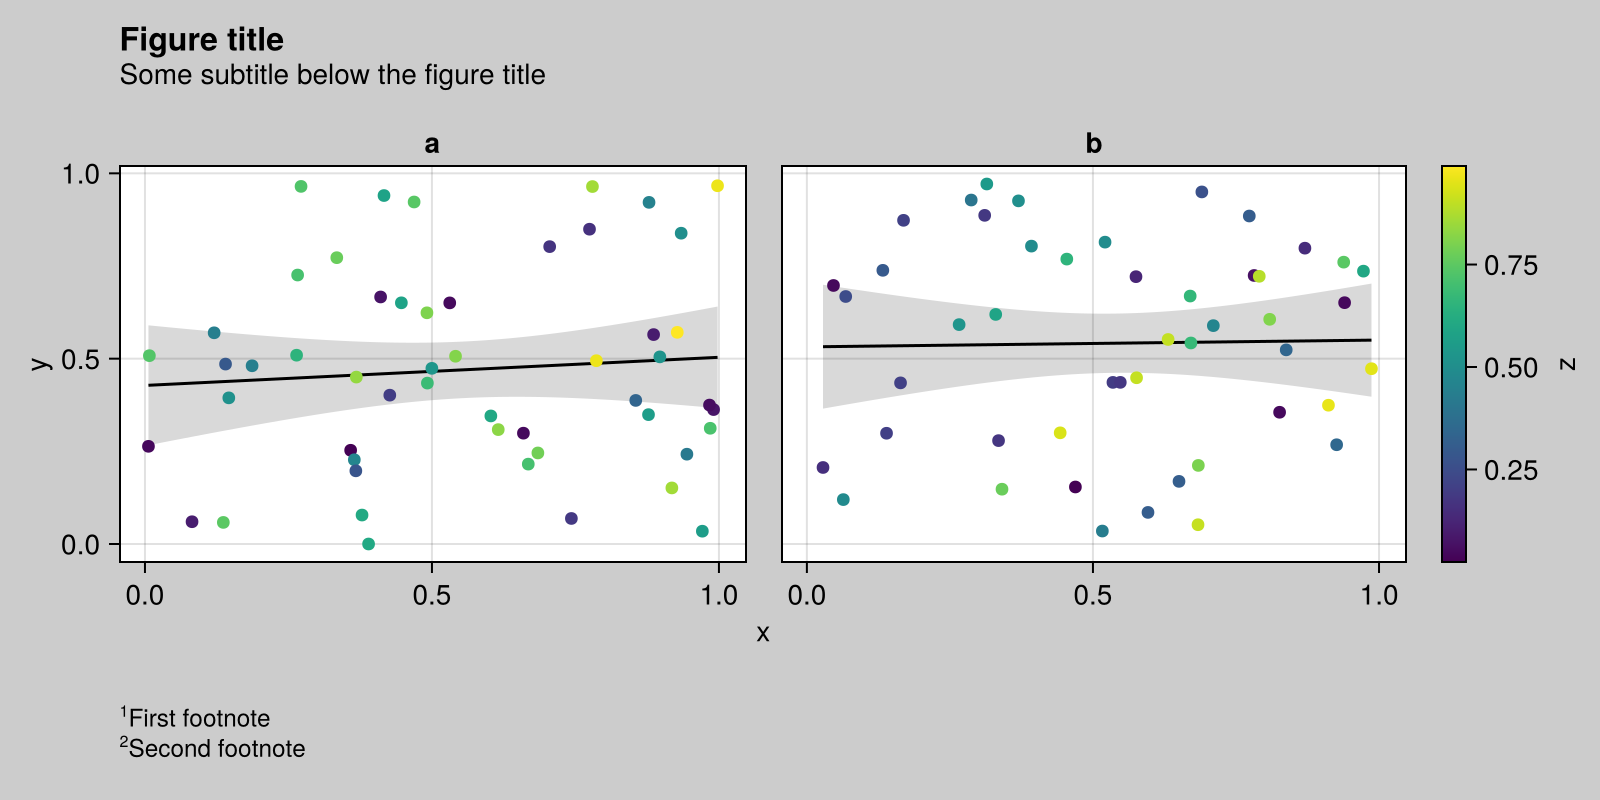 Figure title
Some subtitle below the figure title
a
b
1.0
0.5
0.0
y
0.0
0.5
1.0
0.0
0.5
1.0
x
0.75
0.50
0.25
z
¹First footnote
²Second footnote